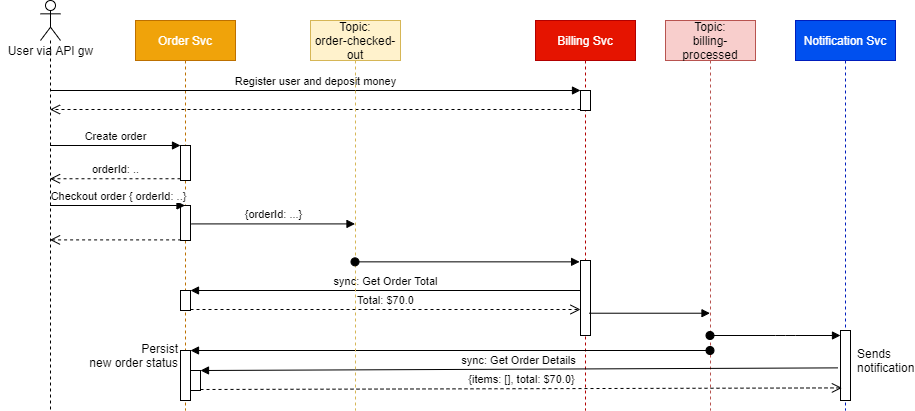 User via API gw
Order Svc
Topic:
order-checked-
out
Billing Svc
Topic:
billing-
processed
Notification Svc
Register user and deposit money
Create order
orderId: ..
Checkout order { orderId: ..}
{orderId: ...}
sync: Get Order Total
Total: $70.0
Persist
new order status
sync: Get Order Details
{items: [], total: $70.0}
Sends
notification